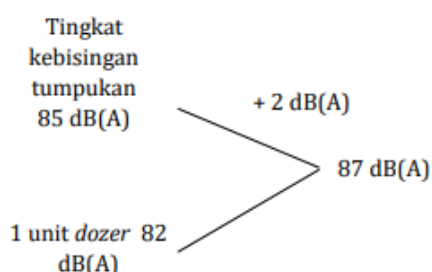 Tingkat
kebisingan
tumpukan
85 dB(A)
+ 2 dB(A)
87 dB(A)
1 unit dozer 82
dB(A)